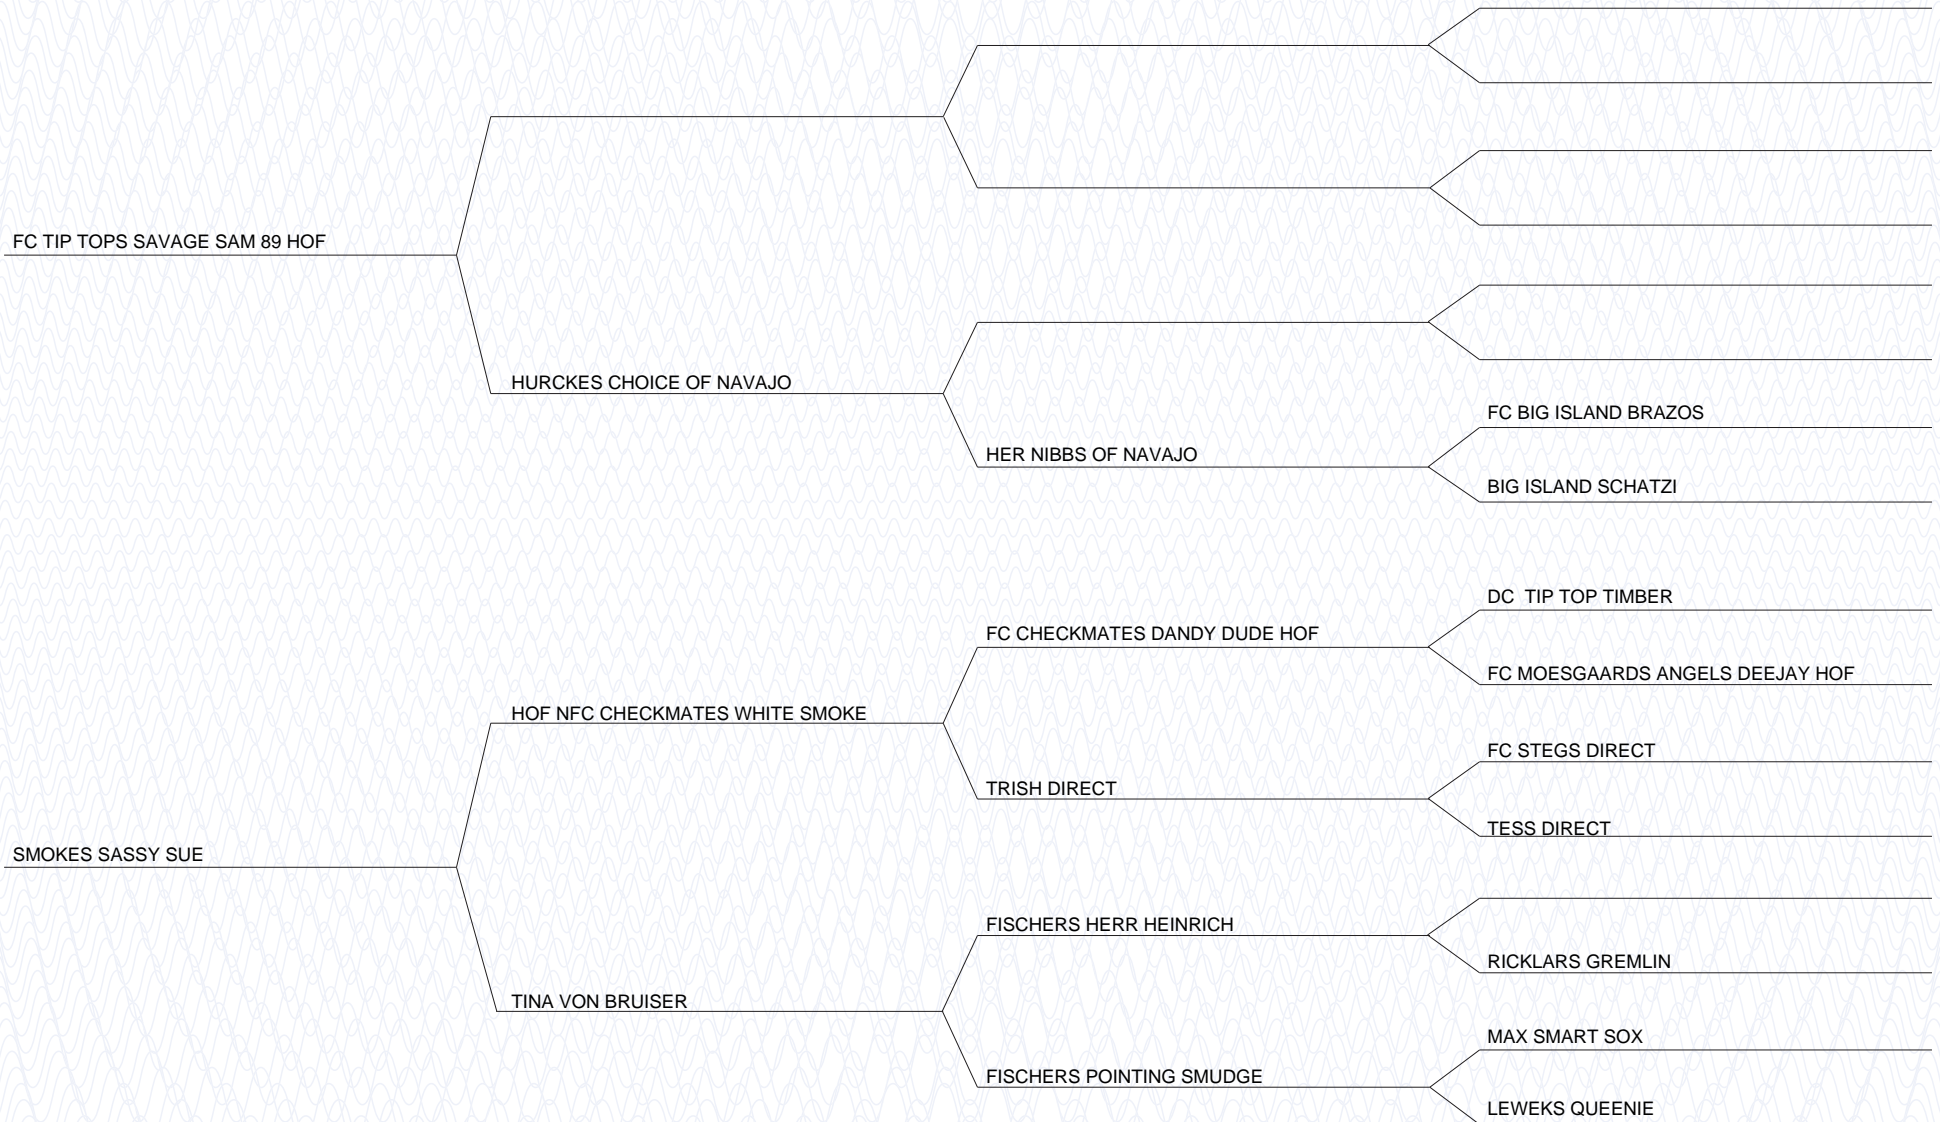 FC TIP TOPS SAVAGE SAM 89 HOF
HURCKES CHOICE OF NAVAJO
HER NIBBS OF NAVAJO
FC BIG ISLAND BRAZOS
BIG ISLAND SCHATZI
SMOKES SASSY SUE
HOF NFC CHECKMATES WHITE SMOKE
FC CHECKMATES DANDY DUDE HOF
DC  TIP TOP TIMBER
FC MOESGAARDS ANGELS DEEJAY HOF
TRISH DIRECT
FC STEGS DIRECT
TESS DIRECT
TINA VON BRUISER
FISCHERS HERR HEINRICH
RICKLARS GREMLIN
FISCHERS POINTING SMUDGE
MAX SMART SOX
LEWEKS QUEENIE